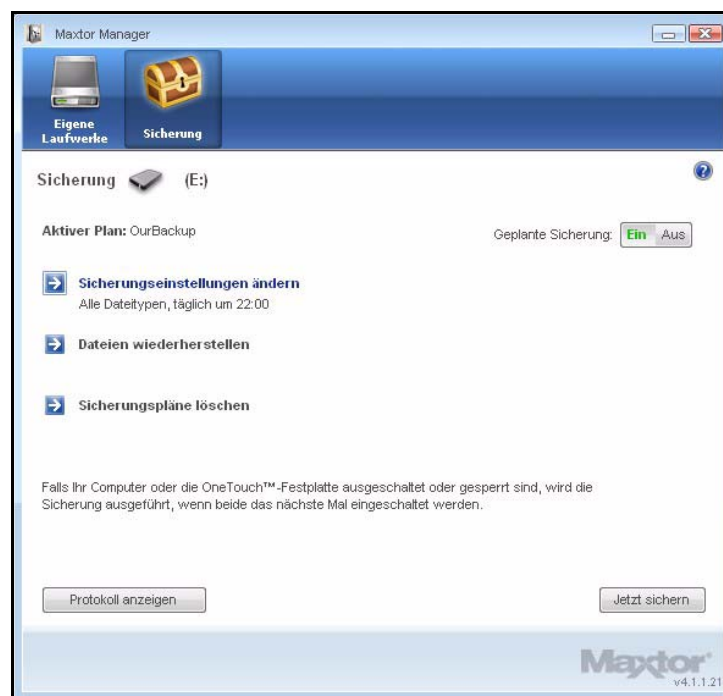 Maxtor Manager
Eigene
Laufwerke
Sicherung
Sicherung (E:)
Aktiver Plan: OurBackup
Geplante Sicherung: Ein Aus
Sicherungseinstellungen ändern
Alle Dateitypen, täglich um 22:00
Dateien wiederherstellen
Sicherungspläne löschen
Falls Ihr Computer oder die OneTouch™-Festplatte ausgeschaltet oder gesperrt sind, wird die
Sicherung ausgeführt, wenn beide das nächste Mal eingeschaltet werden.
Protokoll anzeigen
Jetzt sichern
Maxtor
v4.1.1.21